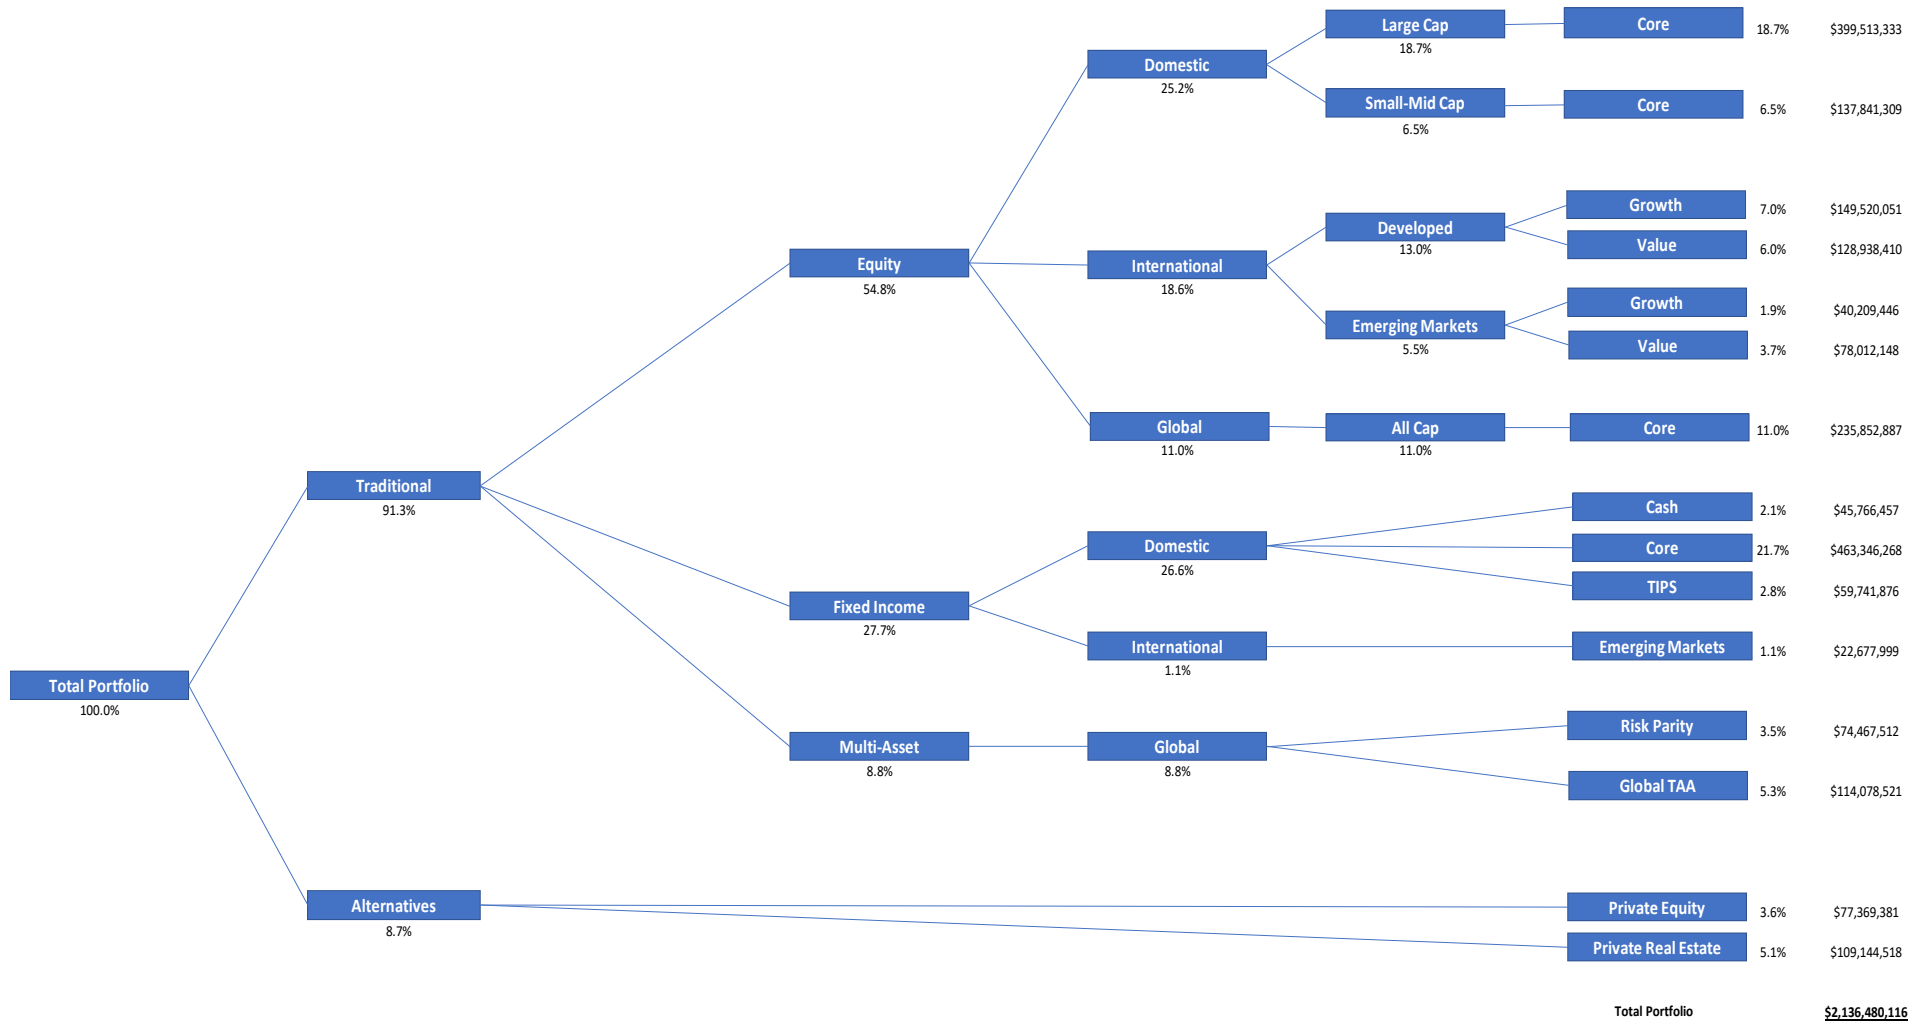 Large Cap
18.7%
Core
18.7%
$399,513,333
Domestic
25.2%
Small-Mid Cap
6.5%
Core
6.5%
$137,841,309
Growth
7.0%
$149,520,051
Developed
13.0%
Value
6.0%
$128,938,410
Equity
54.8%
International
18.6%
Growth
1.9%
$40,209,446
Emerging Markets
5.5%
Value
3.7%
$78,012,148
Global
11.0%
All Cap
11.0%
Core
11.0%
$235,852,887
Traditional
91.3%
Cash
2.1%
$45,766,457
Domestic
26.6%
Core
21.7%
$463,346,268
TIPS
2.8%
$59,741,876
Fixed Income
27.7%
International
1.1%
Emerging Markets
1.1%
$22,677,999
Total Portfolio
100.0%
Risk Parity
3.5%
$74,467,512
Multi-Asset
8.8%
Global
8.8%
Global TAA
5.3%
$114,078,521
Alternatives
8.7%
Private Equity
3.6%
$77,369,381
Private Real Estate
5.1%
$109,144,518
Total Portfolio
$2,136,480,116